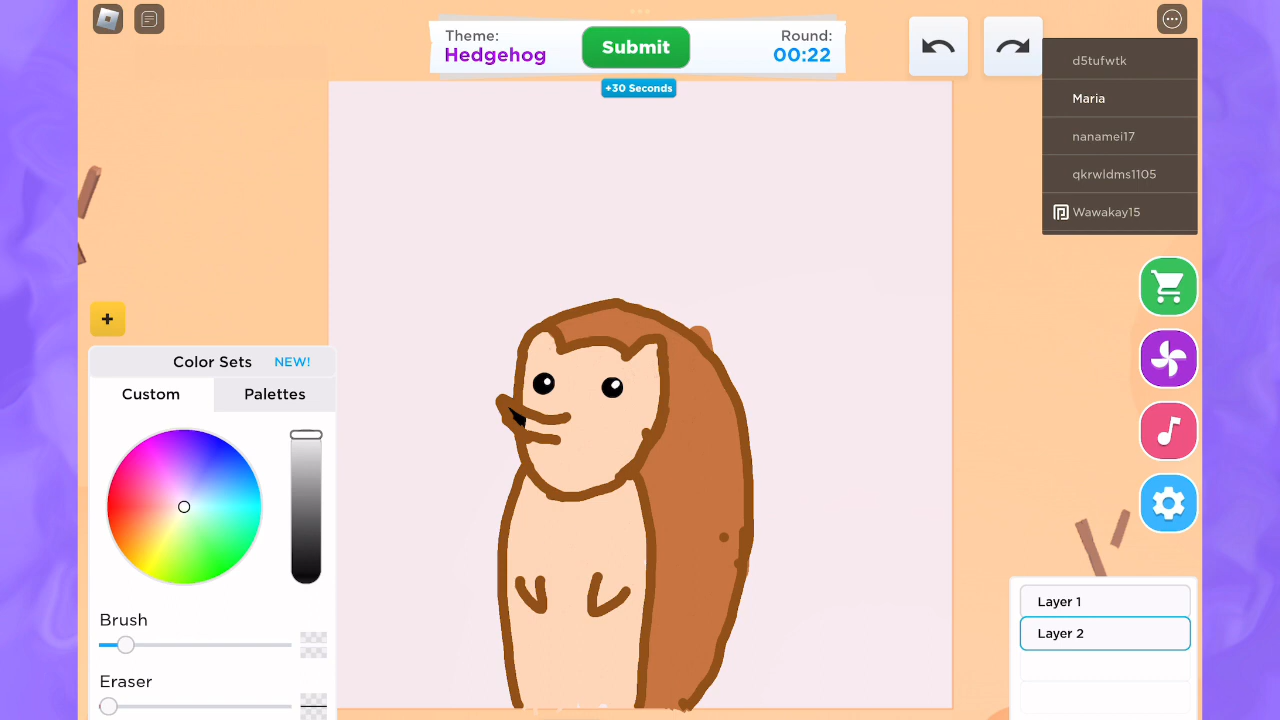 Theme:
Hedgehog
Submit
Round:
00:22
+30 Seconds
d5tufwtk
Maria
nanamei17
qkrwldms1105
Wawakay15
+
Color Sets NEW!
Custom Palettes
Brush
Eraser
Layer 1
Layer 2